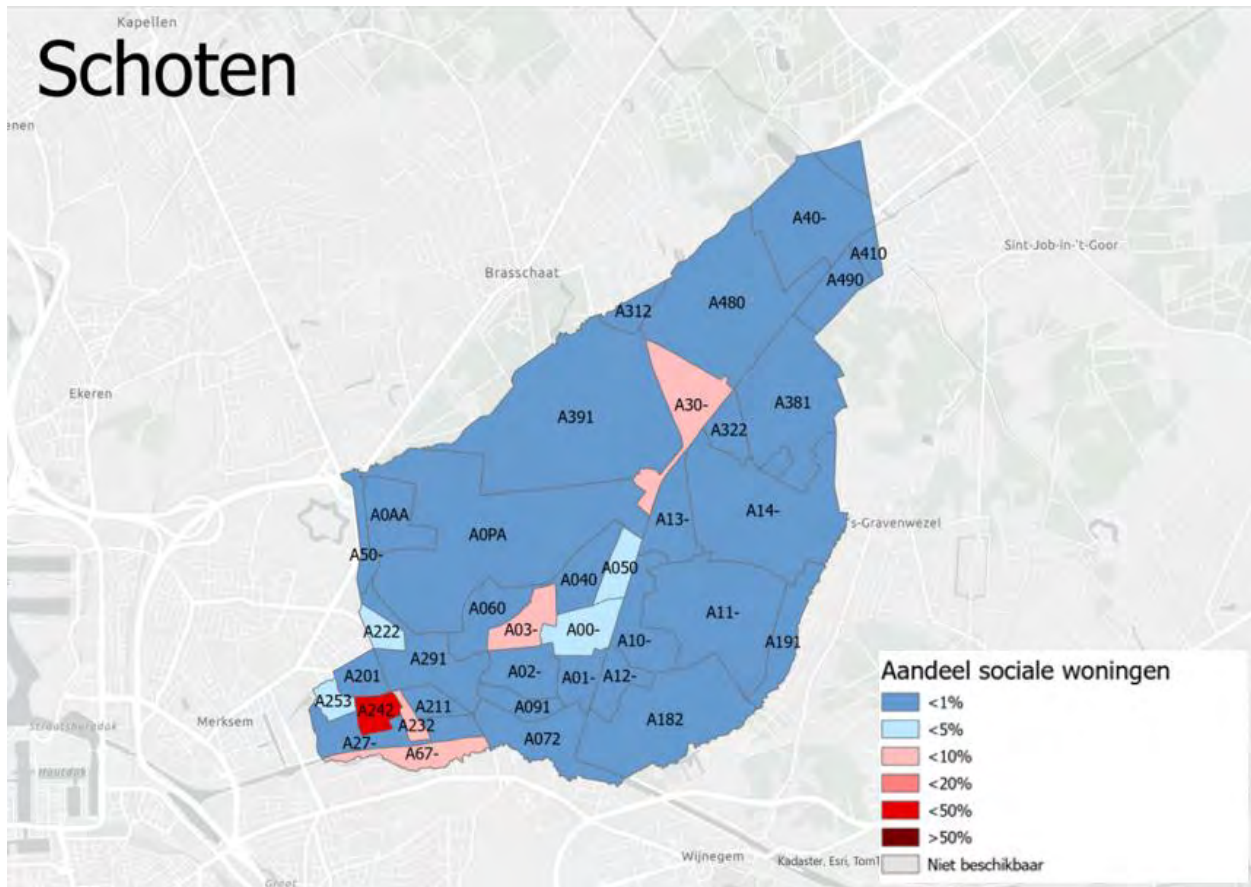 Kapellen
Schoten
enen
Sint-Job-in-'t-Goor
Brasschaat
Ekeren
's-Gravenwezel
Merksem
Wijnegem
A40-
A410
A490
A312
A480
A30-
A381
A391
A322
A0AA
A0PA
A13-
A14-
A50-
A040
A050
A060
A222
A03-
A00-
A10-
A11-
A191
A291
A201
A02-
A01-
A12-
A253
A242
A211
A232
A091
A182
A27-
A67-
A072
Aandeel sociale woningen
<1%
<5%
<10%
<20%
<50%
>50%
Niet beschikbaar
Kadaster, Esri, Tom